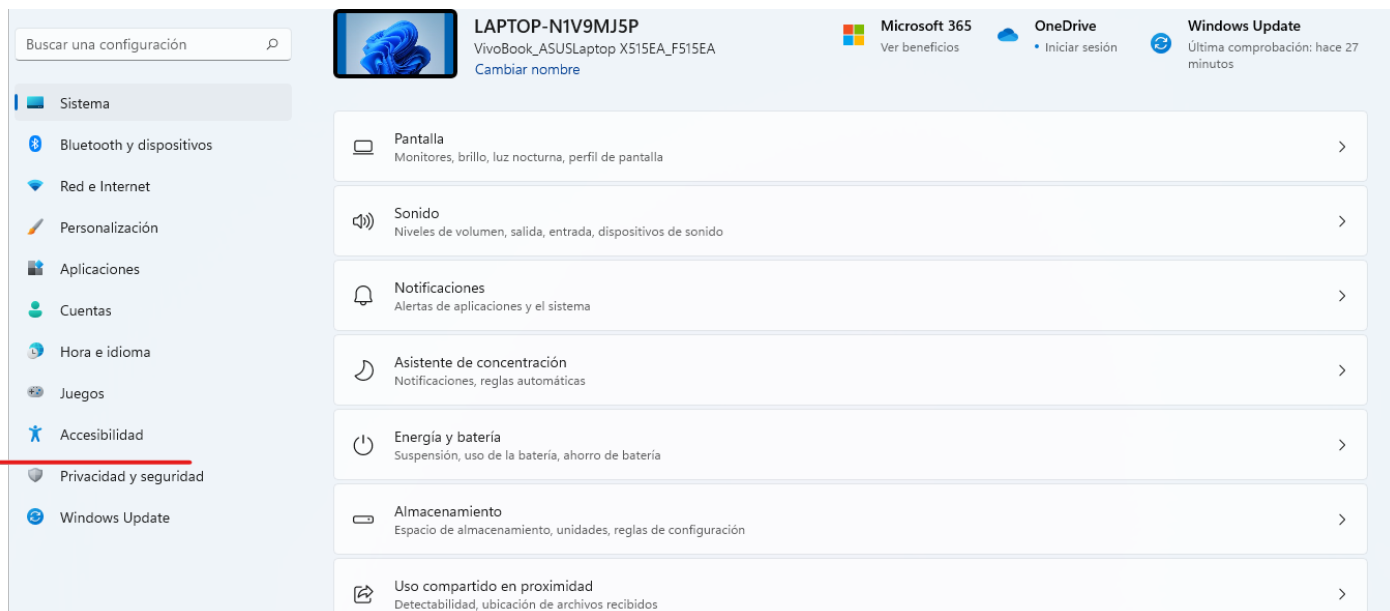 Buscar una configuración
Sistema
Bluetooth y dispositivos
Red e Internet
Personalización
Aplicaciones
Cuentas
Hora e idioma
Juegos
Accesibilidad
Privacidad y seguridad
Windows Update
LAPTOP-N1V9MJ5P
VivoBook_ASUSLaptop X515EA_F515EA
Cambiar nombre
Microsoft 365
Ver beneficios
OneDrive
• Iniciar sesión
Windows Update
Última comprobación: hace 27
minutos
Pantalla
Monitores, brillo, luz nocturna, perfil de pantalla
Sonido
Niveles de volumen, salida, entrada, dispositivos de sonido
Notificaciones
Alertas de aplicaciones y el sistema
Asistente de concentración
Notificaciones, reglas automáticas
Energía y batería
Suspensión, uso de la batería, ahorro de batería
Almacenamiento
Espacio de almacenamiento, unidades, reglas de configuración
Uso compartido en proximidad
Detectabilidad, ubicación de archivos recibidos